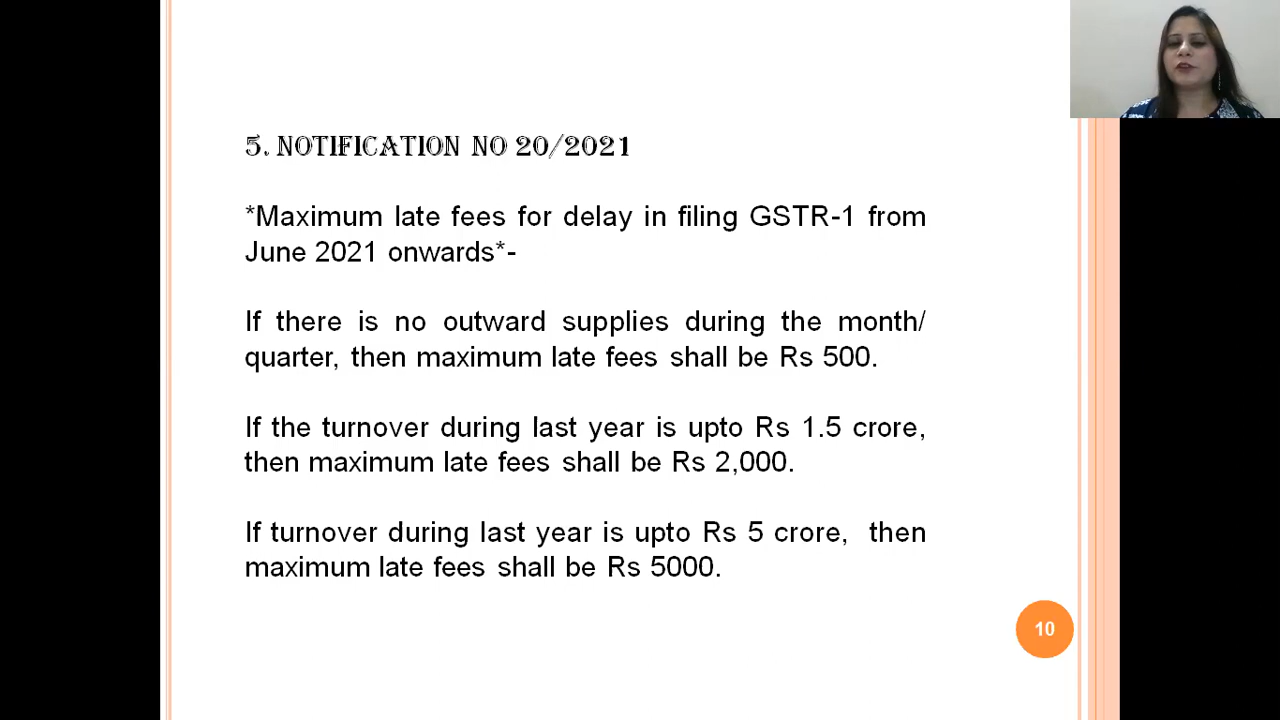 5. NOTIFICATION NO 20/2021
*Maximum late fees for delay in filing GSTR-1 from
June 2021 onwards*-
If there is no outward supplies during the month/
quarter, then maximum late fees shall be Rs 500.
If the turnover during last year is upto Rs 1.5 crore,
then maximum late fees shall be Rs 2,000.
If turnover during last year is upto Rs 5 crore, then
maximum late fees shall be Rs 5000.
10